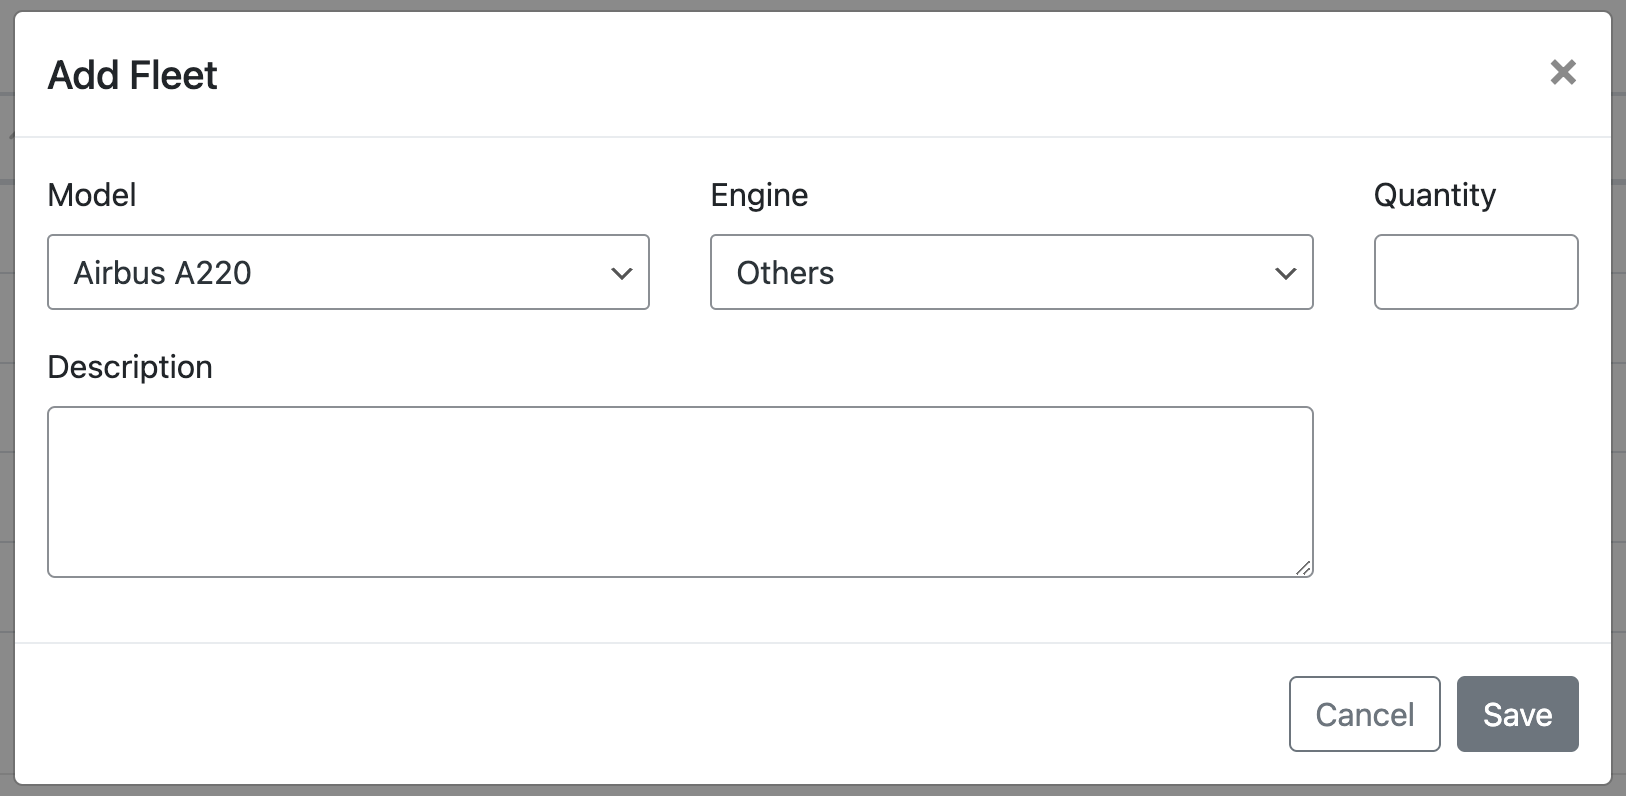 Add Fleet
Model
Engine
Quantity
Airbus A220
Others
Description
Cancel
Save